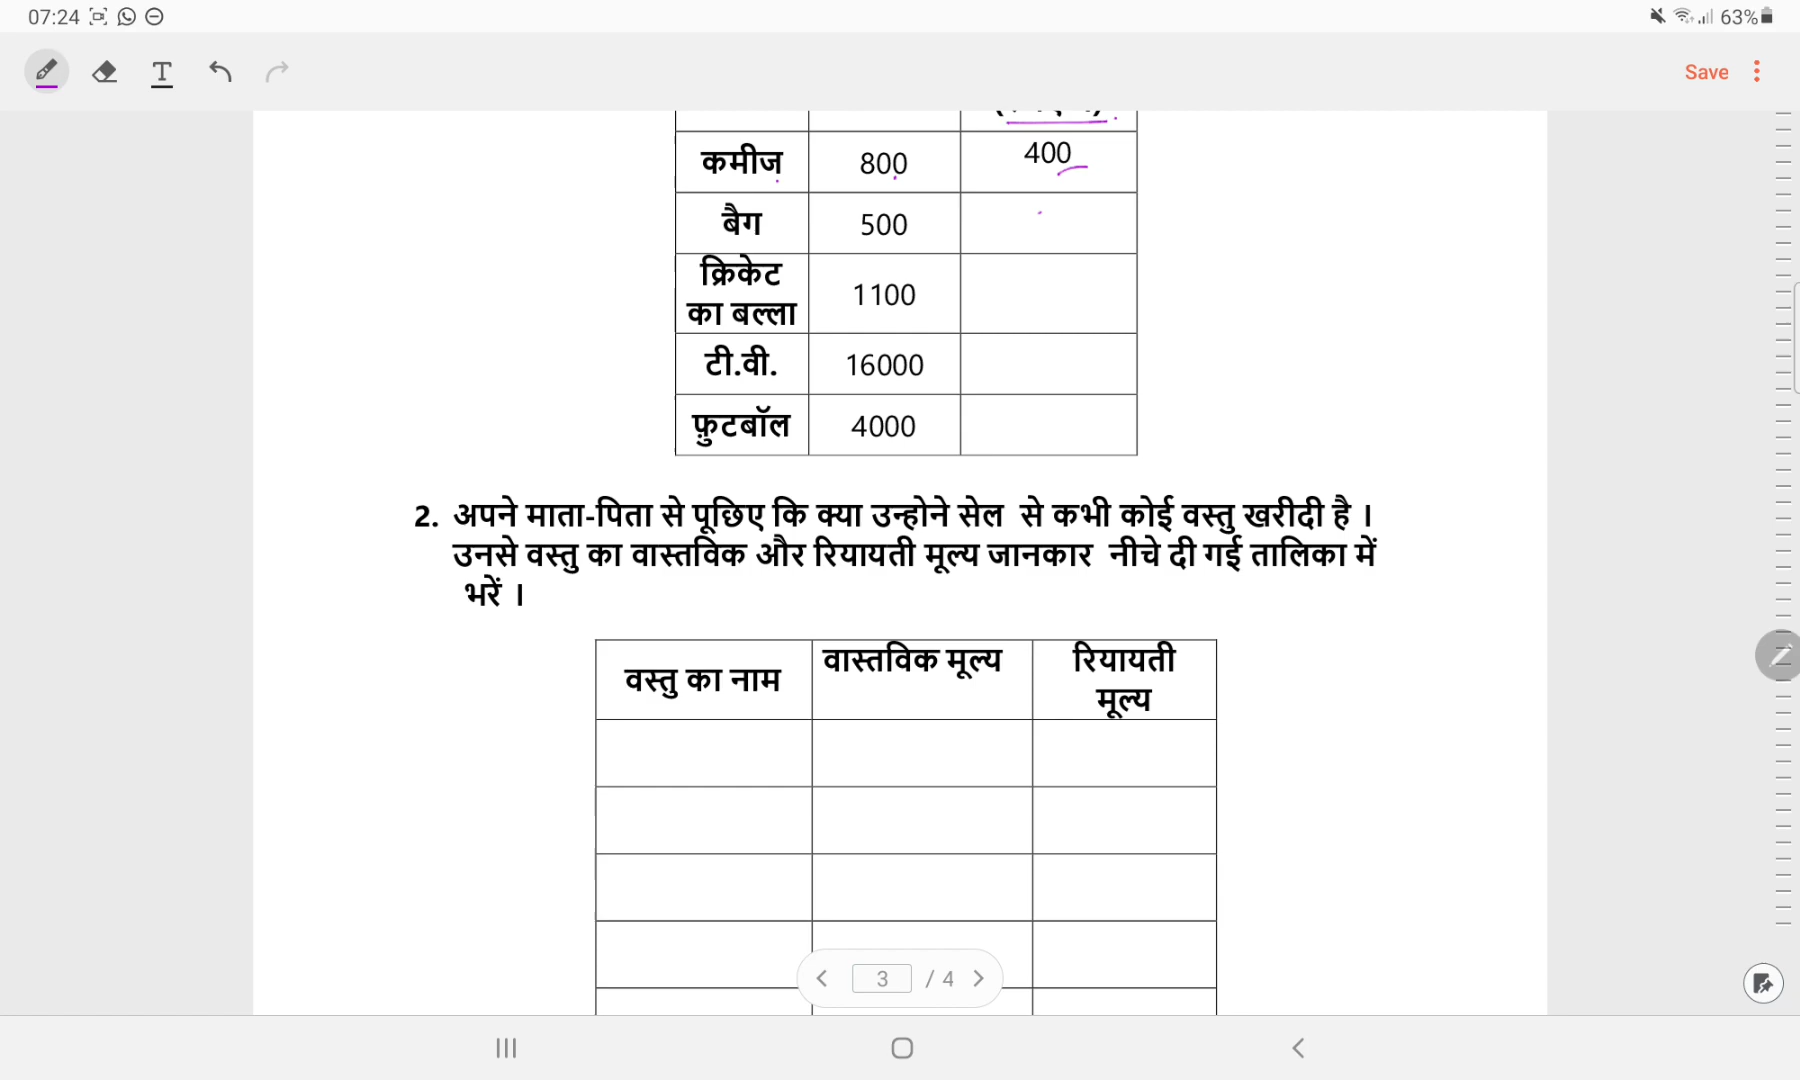 07:24
63%
Save
कमीज़ 800 400
बैग 500
क्रिकेट
का बल्ला 1100
टी.वी. 16000
फ़ुटबॉल 4000
2. अपने माता-पिता से पूछिए कि क्या उन्होने सेल से कभी कोई वस्तु खरीदी है ।
उनसे वस्तु का वास्तविक और रियायती मूल्य जानकार नीचे दी गई तालिका में
भरें ।
वस्तु का नाम वास्तविक मूल्य रियायती
मूल्य
3 / 4